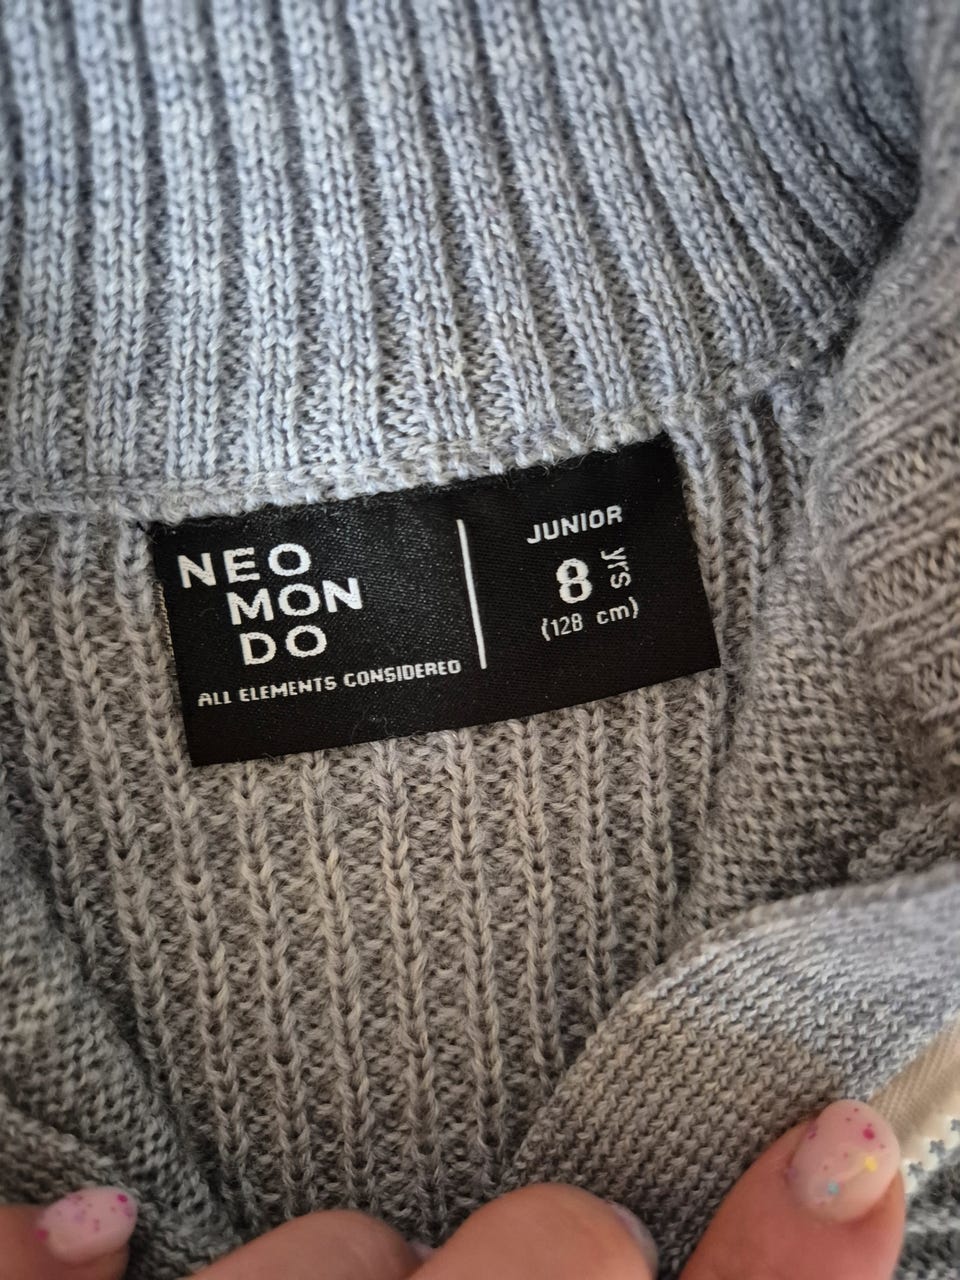 NEO
MON
DO
ALL ELEMENTS CONSIDERED
JUNIOR
8 yrs
(128 cm)